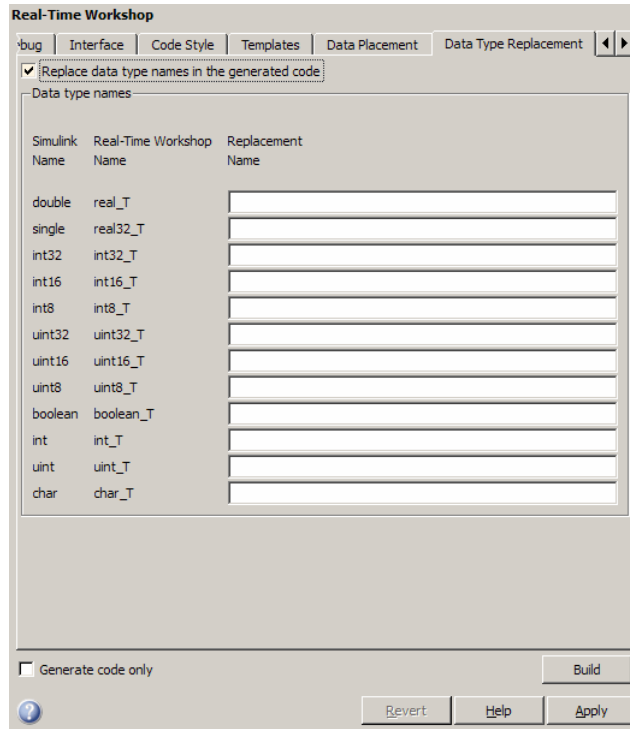 Real-Time Workshop
bug Interface Code Style Templates Data Placement Data Type Replacement
Replace data type names in the generated code
Data type names
Simulink Real-Time Workshop Replacement
Name Name Name
double real_T
single real32_T
int32 int32_T
int16 int16_T
int8 int8_T
uint32 uint32_T
uint16 uint16_T
uint8 uint8_T
boolean boolean_T
int int_T
uint uint_T
char char_T
Generate code only Build
Revert Help Apply